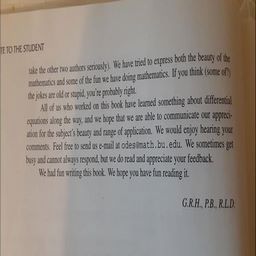 TE TO THE STUDENT
take the other two authors seriously). We have tried to express both the beauty of the
mathematics and some of the fun we have doing mathematics. If you think (some of?)
the jokes are old or stupid, you're probably right.
All of us who worked on this book have learned something about differential
equations along the way, and we hope that we are able to communicate our appreci-
ation for the subject's beauty and range of application. We would enjoy hearing your
comments. Feel free to send us e-mail at odes@math.bu.edu. We sometimes get
busy and cannot always respond, but we do read and appreciate your feedback.
We had fun writing this book. We hope you have fun reading it.
G.R.H., P.B., R.L.D.